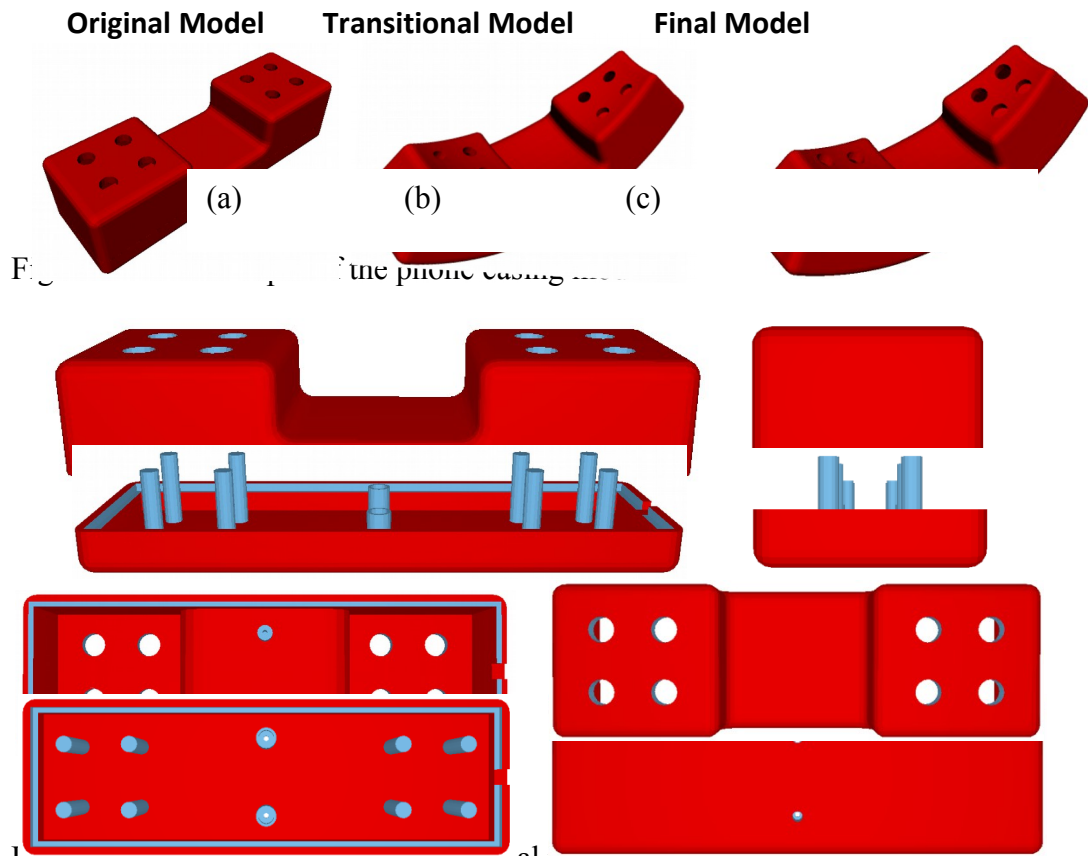 Original Model Transitional Model Final Model
(a) (b) (c)
the phone casing